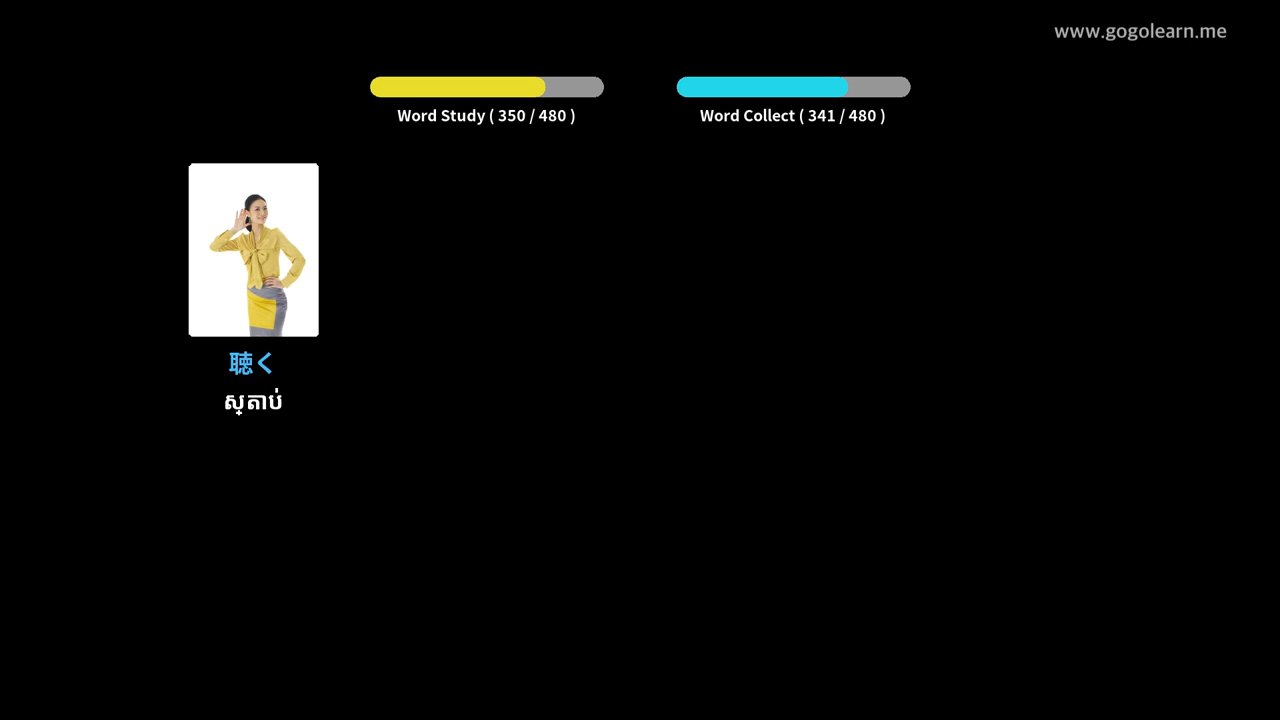 www.gogolearn.me
Word Study ( 350 / 480 )
Word Collect ( 341 / 480 )
聴く
ស្តាប់